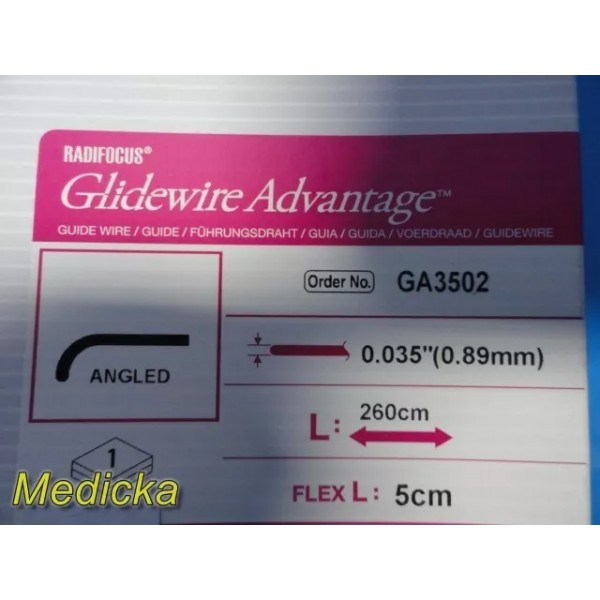 RADIFOCUS®
Glidewire Advantage™
GUIDE WIRE / GUIDE / FÜHRUNGSDRAHT / GUIA / GUIDA / VOERDRAAD / GUIDEWIRE
Order No. GA3502
ANGLED
0.035"(0.89mm)
L: 260cm
1
FLEX L: 5cm
Medicka